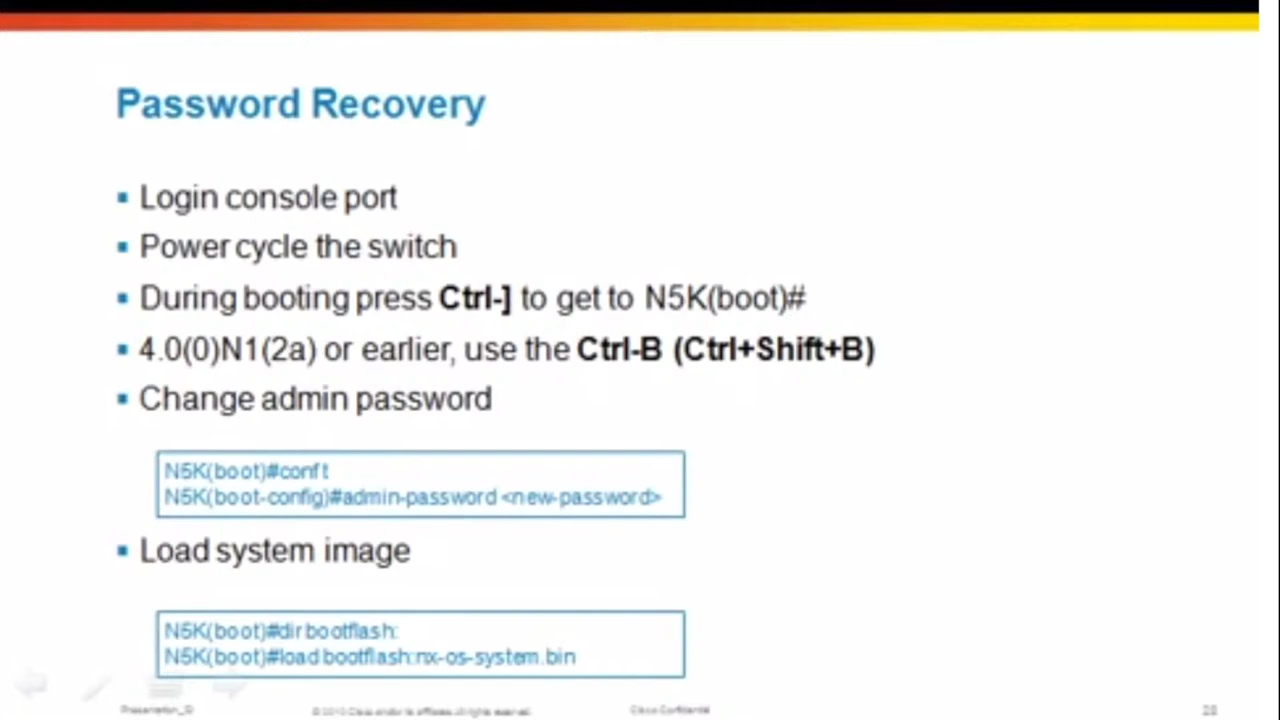 Password Recovery
Login console port
Power cycle the switch
During booting press Ctrl-] to get to N5K(boot)#
4.0(0)N1(2a) or earlier, use the Ctrl-B (Ctrl+Shift+B)
Change admin password
N5K(boot)#conf t
N5K(boot-config)#admin-password <new-password>
Load system image
N5K(boot)#dir bootflash:
N5K(boot)#load bootflash:nx-os-system.bin
Presentation_ID
Cisco Confidential